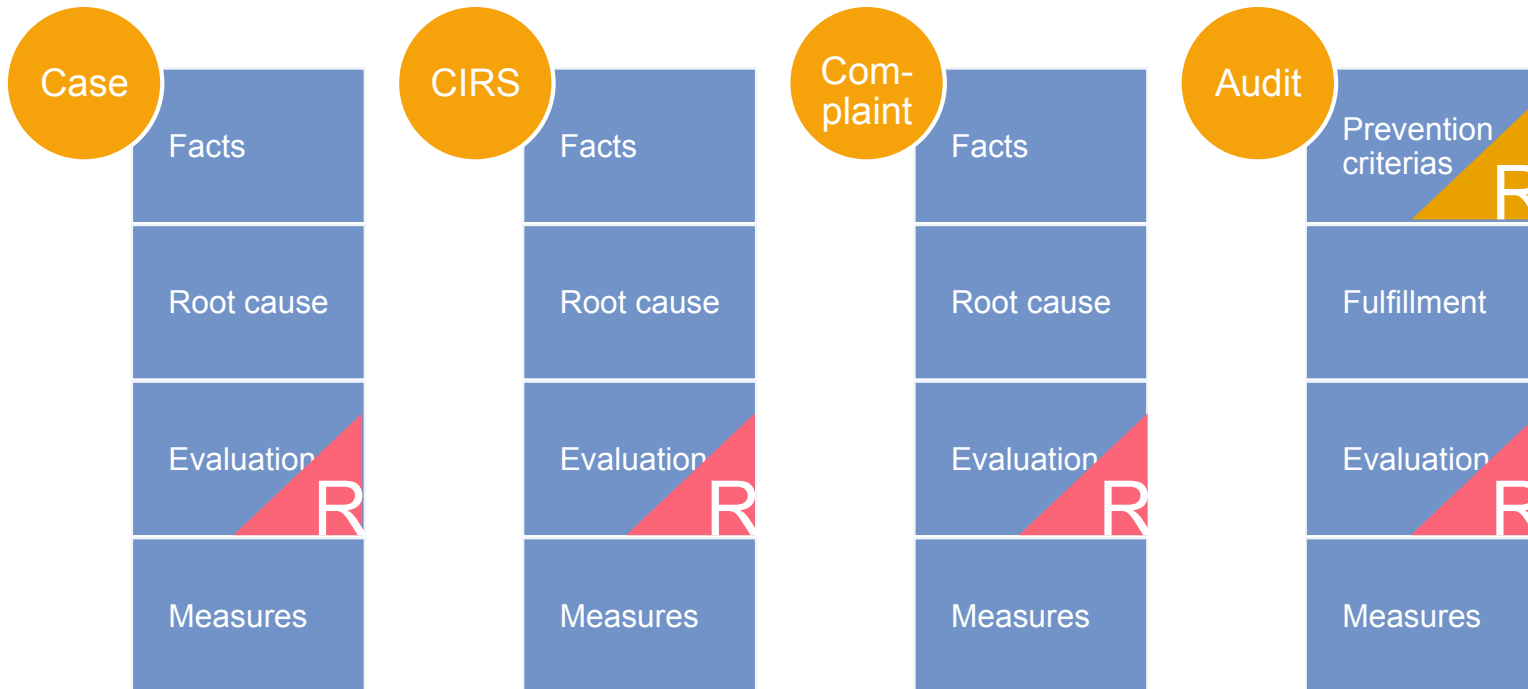 Case
Facts
Root cause
Evaluation
R
Measures
CIRS
Facts
Root cause
Evaluation
R
Measures
Com-
plaint
Facts
Root cause
Evaluation
R
Measures
Audit
Prevention
criterias
R
Fulfillment
Evaluation
R
Measures